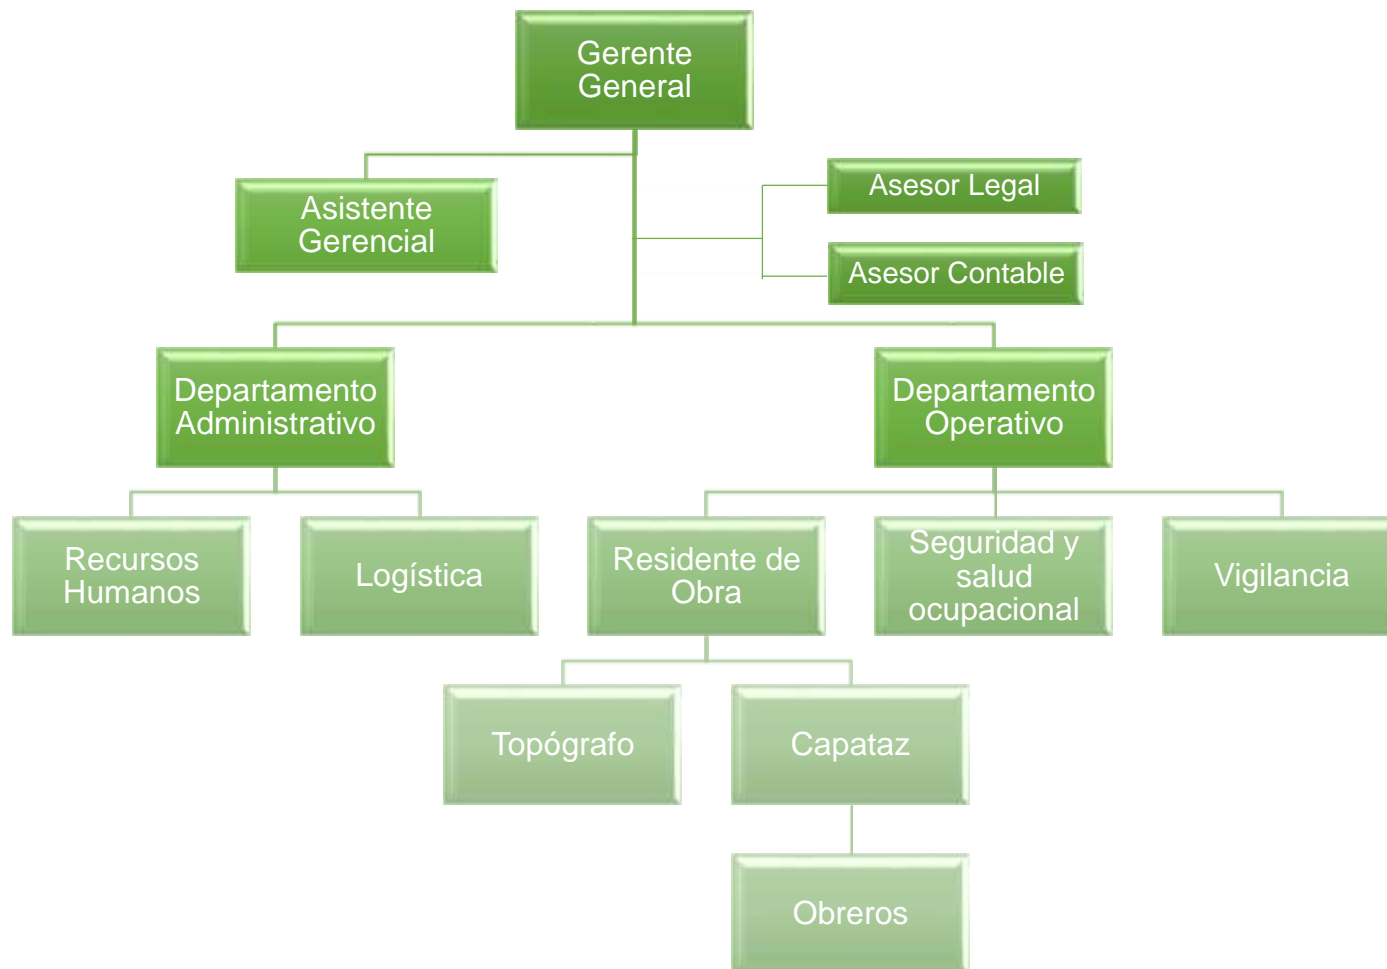 Gerente
General
Asistente
Gerencial
Asesor Legal
Asesor Contable
Departamento
Administrativo
Departamento
Operativo
Recursos
Humanos
Logística
Residente de
Obra
Seguridad y
salud
ocupacional
Vigilancia
Topógrafo
Capataz
Obreros